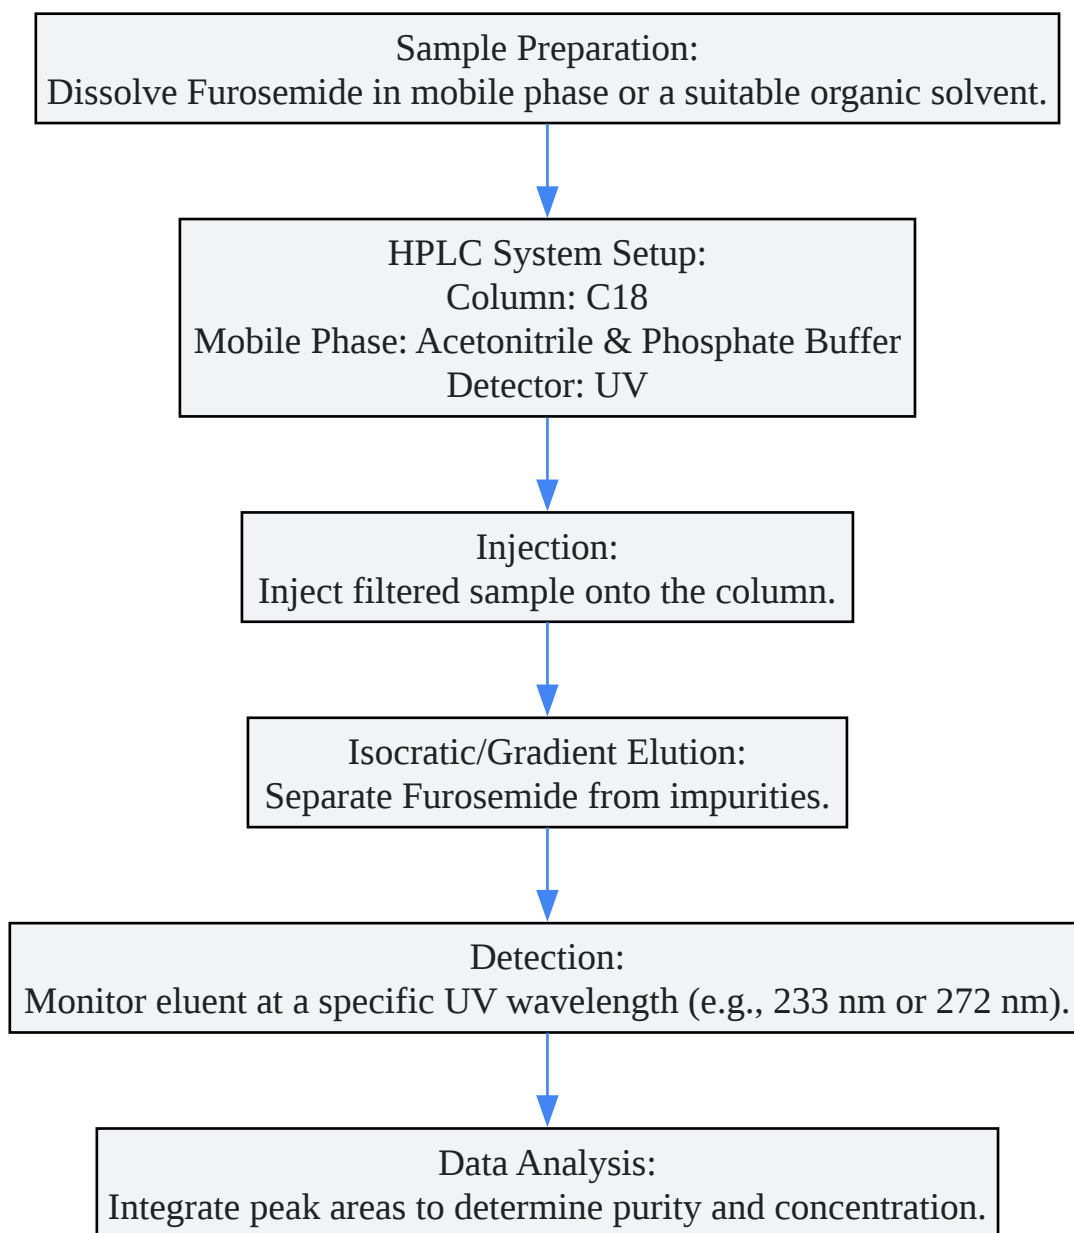 Sample Preparation:
Dissolve Furosemide in mobile phase or a suitable organic solvent.
HPLC System Setup:
Column: C18
Mobile Phase: Acetonitrile & Phosphate Buffer
Detector: UV
Injection:
Inject filtered sample onto the column.
Isocratic/Gradient Elution:
Separate Furosemide from impurities.
Detection:
Monitor eluent at a specific UV wavelength (e.g., 233 nm or 272 nm).
Data Analysis:
Integrate peak areas to determine purity and concentration.